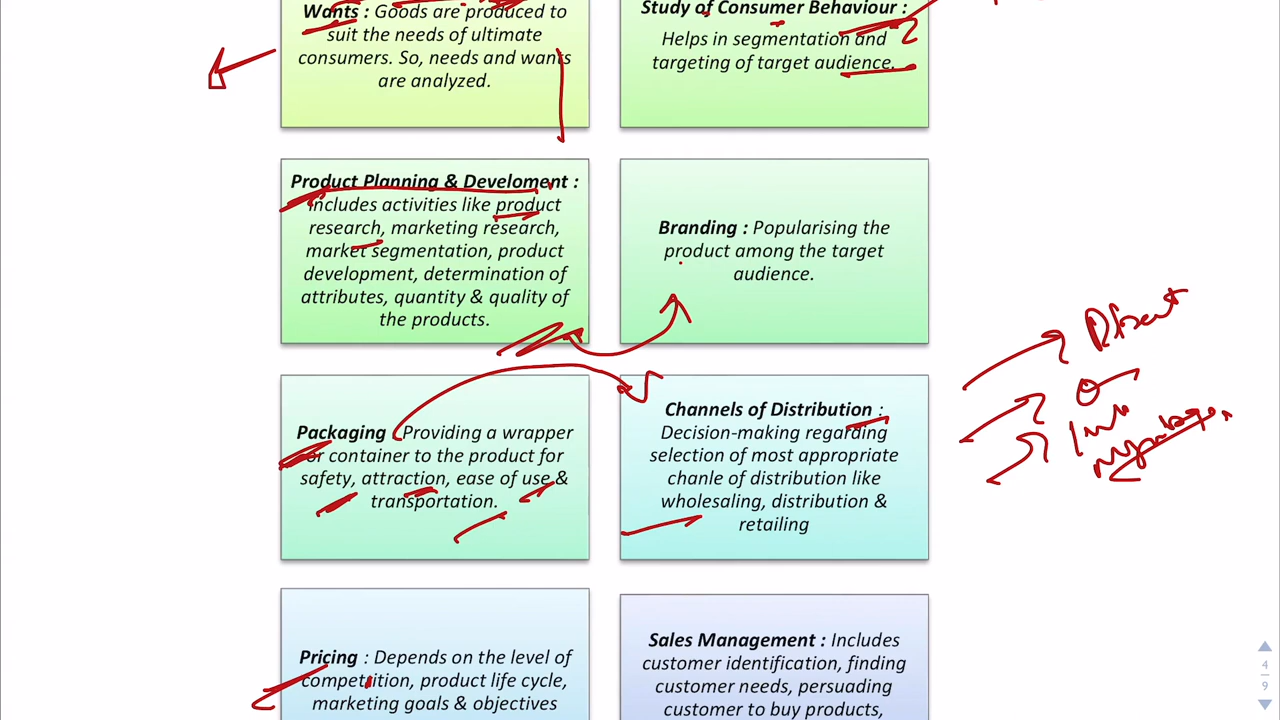 Wants : Goods are produced to
suit the needs of ultimate
consumers. So, needs and wants
are analyzed.
Study of Consumer Behaviour :
Helps in segmentation and
targeting of target audience.
Product Planning & Develoment :
Includes activities like product
research, marketing research,
market segmentation, product
development, determination of
attributes, quantity & quality of
the products.
Branding : Popularising the
product among the target
audience.
Packaging : Providing a wrapper
or container to the product for
safety, attraction, ease of use &
transportation.
Channels of Distribution :
Decision-making regarding
selection of most appropriate
chanle of distribution like
wholesaling, distribution &
retailing
Pricing : Depends on the level of
competition, product life cycle,
marketing goals & objectives
Sales Management : Includes
customer identification, finding
customer needs, persuading
customer to buy products,
4
9